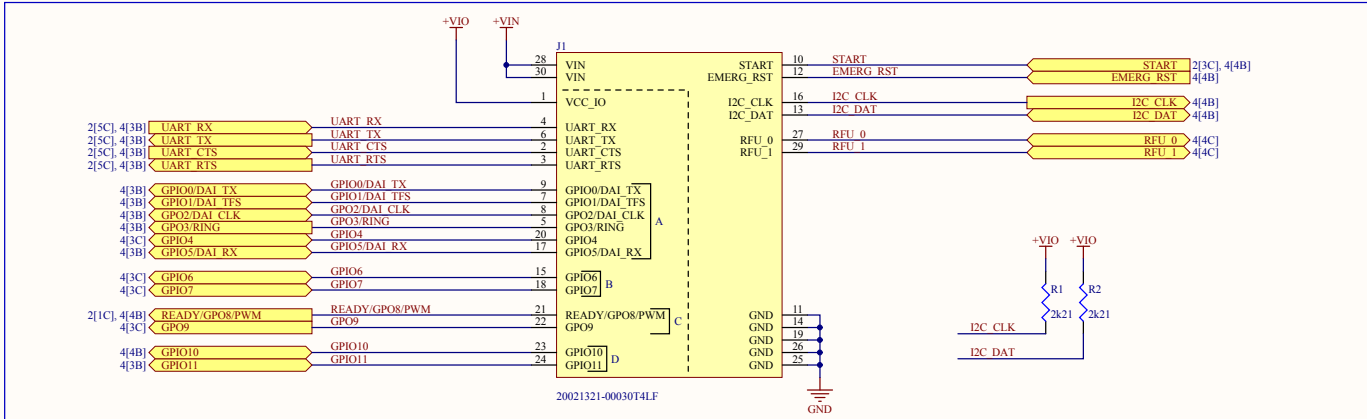 +VIO +VIN
J1
28 VIN START 10 START START 2[3C], 4[4B]
30 VIN EMERG_RST 12 EMERG_RST EMERG_RST 4[4B]
1 VCC_IO I2C_CLK 16 I2C_CLK I2C_CLK 4[4B]
I2C_DAT 13 I2C_DAT I2C_DAT 4[4B]
2[5C], 4[3B] UART_RX UART_RX 4 UART_RX
2[5C], 4[3B] UART_TX UART_TX 6 UART_TX RFU_0 27 RFU_0 RFU_0 4[4C]
2[5C], 4[3B] UART_CTS UART_CTS 2 UART_CTS RFU_1 29 RFU_1 RFU_1 4[4C]
2[5C], 4[3B] UART_RTS UART_RTS 3 UART_RTS
4[3B] GPIO0/DAI_TX GPIO0/DAI_TX 9 GPIO0/DAI_TX
4[3B] GPIO1/DAI_TFS GPIO1/DAI_TFS 7 GPIO1/DAI_TFS
4[3B] GPO2/DAI_CLK GPO2/DAI_CLK 8 GPO2/DAI_CLK A
4[3B] GPO3/RING GPO3/RING 5 GPO3/RING
4[3C] GPIO4 GPIO4 20 GPIO4
4[3B] GPIO5/DAI_RX GPIO5/DAI_RX 17 GPIO5/DAI_RX
+VIO +VIO
4[3C] GPIO6 GPIO6 15 GPIO6 B
4[3C] GPIO7 GPIO7 18 GPIO7
R1 R2
2[1C], 4[4B] READY/GPO8/PWM READY/GPO8/PWM 21 READY/GPO8/PWM C GND 11
2k21 2k21
4[3C] GPO9 GPO9 22 GPO9 GND 14
GND 19
I2C_CLK
4[4B] GPIO10 GPIO10 23 GPIO10 D GND 26
I2C_DAT
4[3B] GPIO11 GPIO11 24 GPIO11 GND 25
20021321-00030T4LF
GND